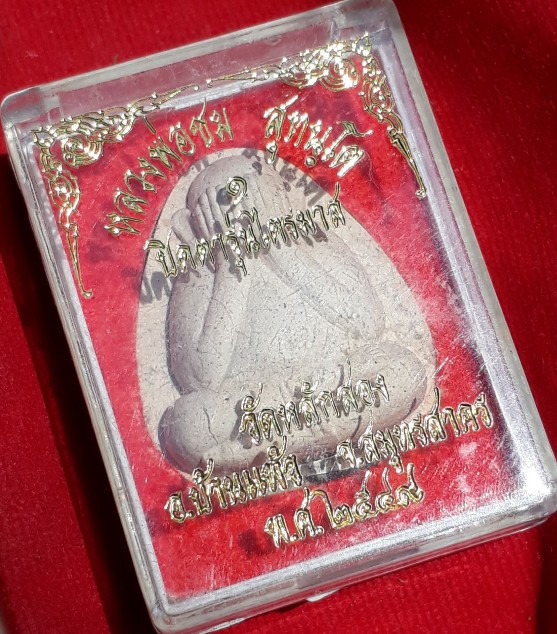 หลวงพ่อชม สุทนฺโต
๑
ปิดตารุ่นไตรมาส
วัดหลักสอง
อ.บ้านแพ้ว จ.สมุทรสาคร
พ.ศ.๒๕๔๙